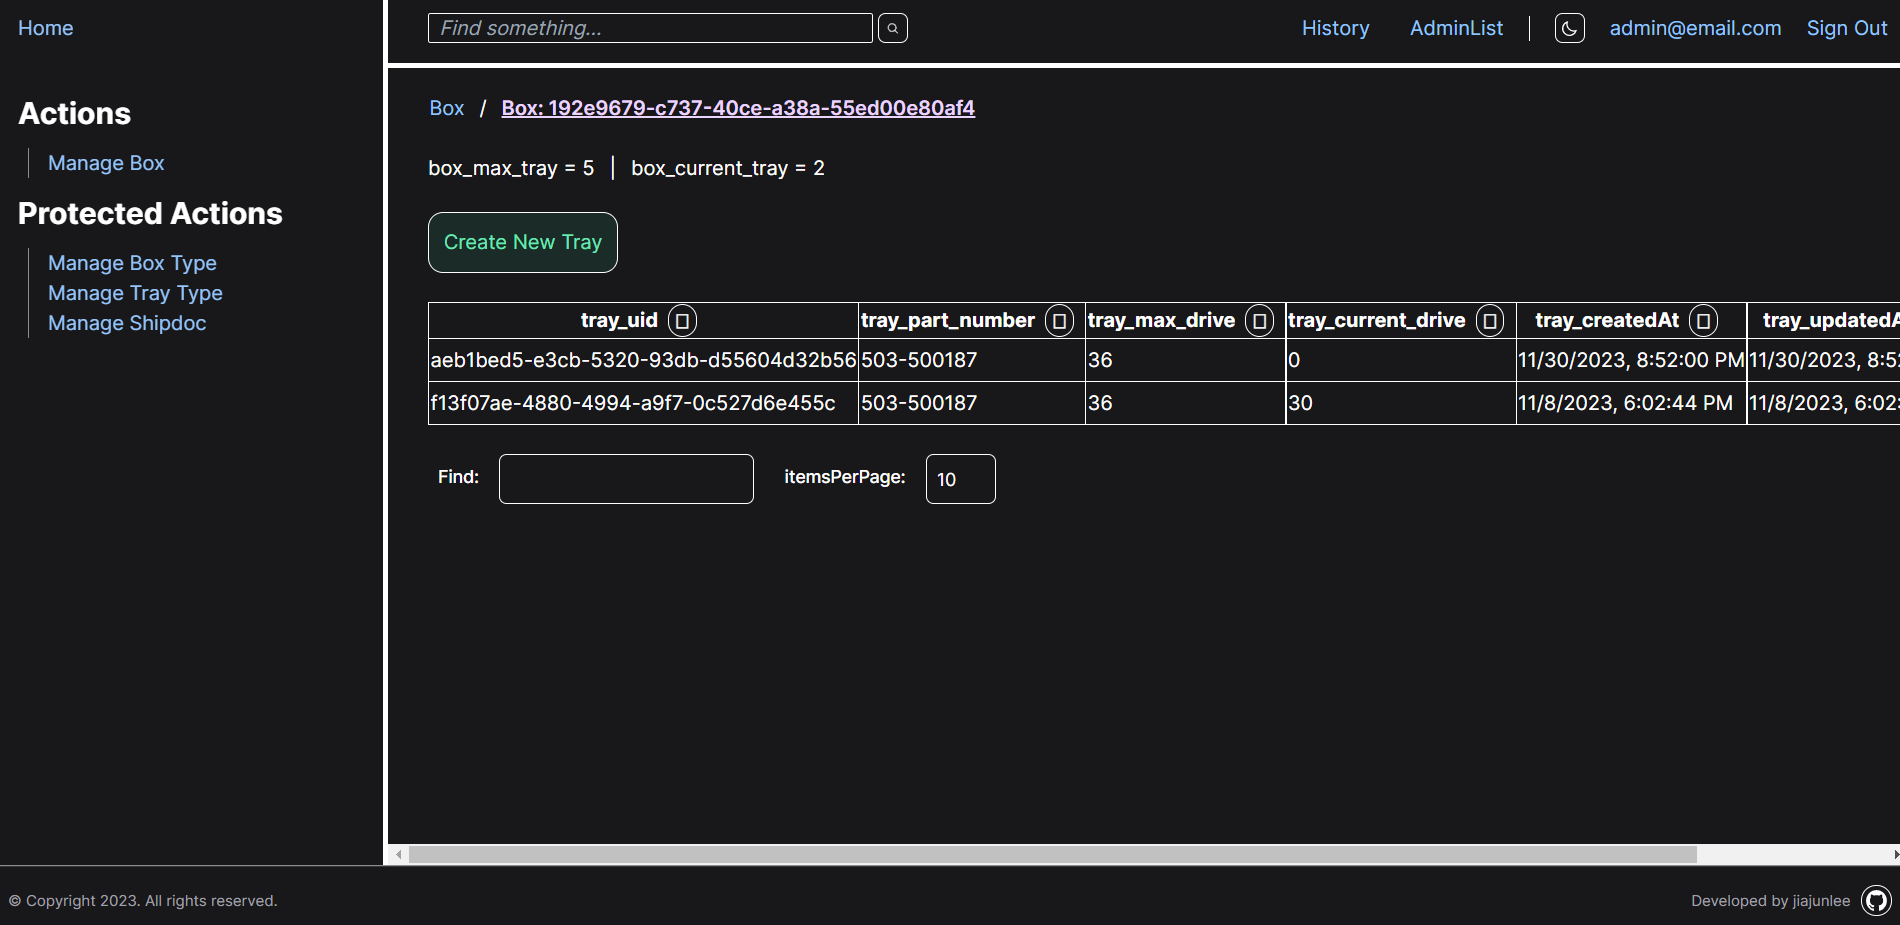 Home
Find something...
History
AdminList
admin@email.com
Sign Out
Actions
Manage Box
Protected Actions
Manage Box Type
Manage Tray Type
Manage Shipdoc
Box / Box: 192e9679-c737-40ce-a38a-55ed00e80af4
box_max_tray = 5 | box_current_tray = 2
Create New Tray
tray_uid tray_part_number tray_max_drive tray_current_drive tray_createdAt tray_updatedA
aeb1bed5-e3cb-5320-93db-d55604d32b56 503-500187 36 0 11/30/2023, 8:52:00 PM 11/30/2023, 8:52
f13f07ae-4880-4994-a9f7-0c527d6e455c 503-500187 36 30 11/8/2023, 6:02:44 PM 11/8/2023, 6:02:
Find: itemsPerPage: 10
© Copyright 2023. All rights reserved.
Developed by jiajunlee